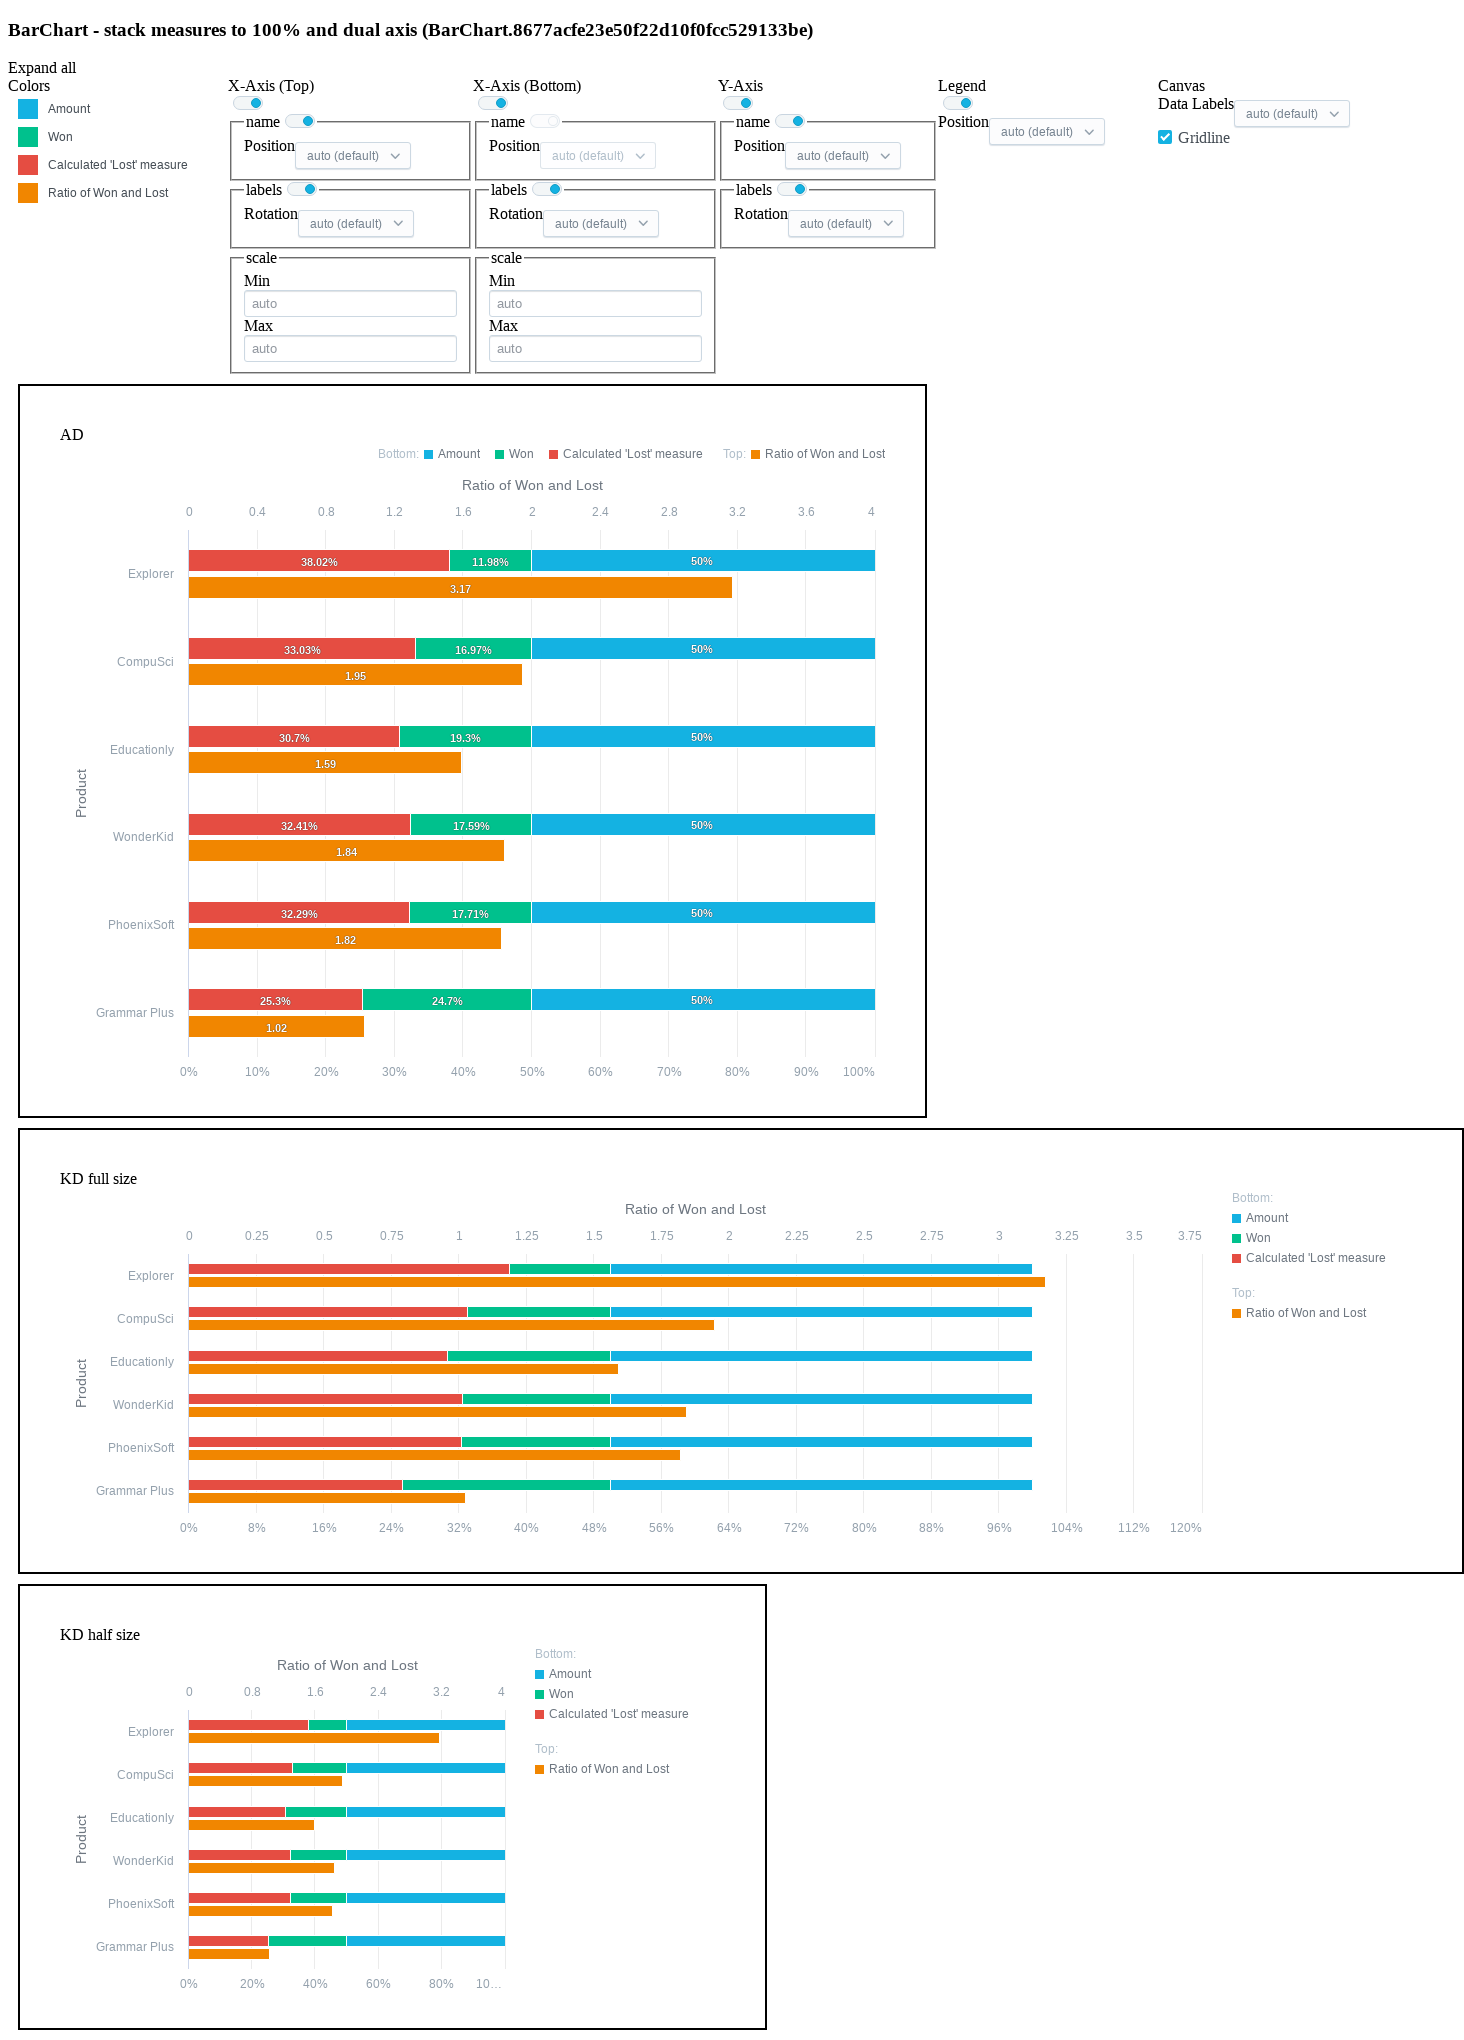 BarChart - stack measures to 100% and dual axis (BarChart.8677acfe23e50f22d10f0fcc529133be)
Expand all
Colors
Amount
Won
Calculated 'Lost' measure
Ratio of Won and Lost
X-Axis (Top)
name
Position auto (default)
labels
Rotation auto (default)
scale
Min
auto
Max
auto
X-Axis (Bottom)
name
Position auto (default)
labels
Rotation auto (default)
scale
Min
auto
Max
auto
Y-Axis
name
Position auto (default)
labels
Rotation auto (default)
Legend
Position auto (default)
Canvas
Data Labels auto (default)
Gridline
AD
Bottom: Amount Won Calculated 'Lost' measure Top: Ratio of Won and Lost
Ratio of Won and Lost
0 0.4 0.8 1.2 1.6 2 2.4 2.8 3.2 3.6 4
Product
Explorer
38.02% 11.98% 50%
3.17
CompuSci
33.03% 16.97% 50%
1.95
Educationly
30.7% 19.3% 50%
1.59
WonderKid
32.41% 17.59% 50%
1.84
PhoenixSoft
32.29% 17.71% 50%
1.82
Grammar Plus
25.3% 24.7% 50%
1.02
0% 10% 20% 30% 40% 50% 60% 70% 80% 90% 100%
KD full size
Ratio of Won and Lost
0 0.25 0.5 0.75 1 1.25 1.5 1.75 2 2.25 2.5 2.75 3 3.25 3.5 3.75
Product
Explorer
CompuSci
Educationly
WonderKid
PhoenixSoft
Grammar Plus
0% 8% 16% 24% 32% 40% 48% 56% 64% 72% 80% 88% 96% 104% 112% 120%
Bottom:
Amount
Won
Calculated 'Lost' measure
Top:
Ratio of Won and Lost
KD half size
Ratio of Won and Lost
0 0.8 1.6 2.4 3.2 4
Product
Explorer
CompuSci
Educationly
WonderKid
PhoenixSoft
Grammar Plus
0% 20% 40% 60% 80% 10…
Bottom:
Amount
Won
Calculated 'Lost' measure
Top:
Ratio of Won and Lost